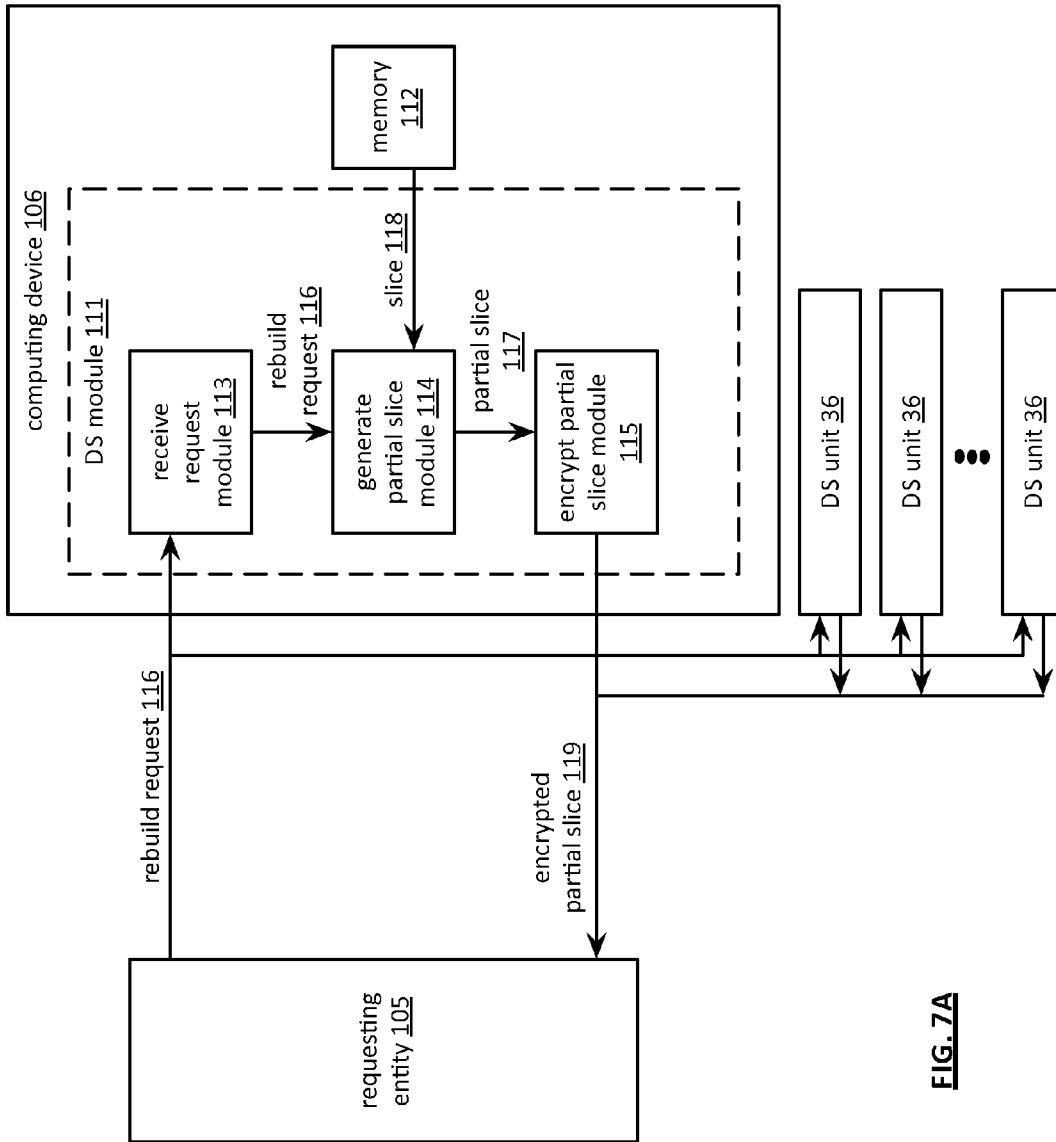 computing device 106
DS module 111
receive
request
module 113
rebuild
request 116
generate
partial slice
module 114
slice 118
memory
112
partial slice
117
encrypt partial
slice module
115
rebuild request 116
encrypted
partial slice 119
requesting
entity 105
DS unit 36
DS unit 36
DS unit 36
FIG. 7A